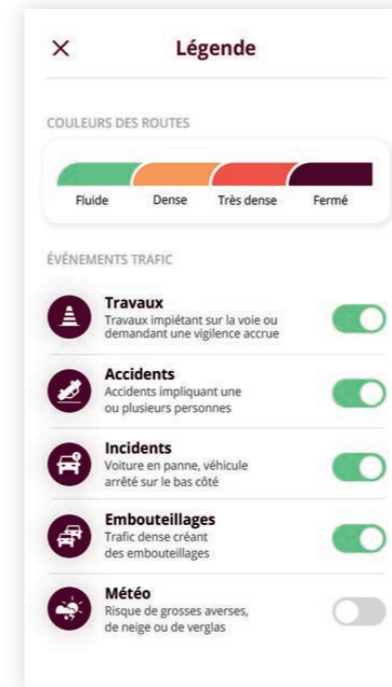 Légende
COULEURS DES ROUTES
Fluide Dense Très dense Fermé
ÉVÉNEMENTS TRAFIC
Travaux
Travaux impiétant sur la voie ou
demandant une vigilence accrue
Accidents
Accidents impliquant une
ou plusieurs personnes
Incidents
Voiture en panne, véhicule
arrêté sur le bas côté
Embouteillages
Trafic dense créant
des embouteillages
Météo
Risque de grosses averses,
de neige ou de verglas